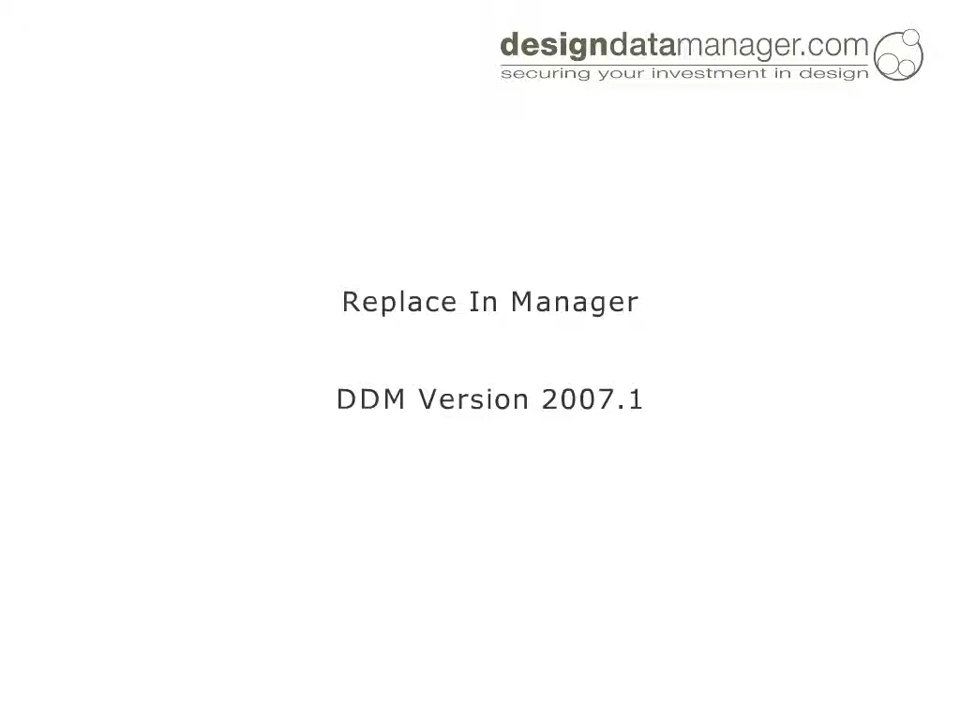 designdatamanager.com
securing your investment in design
Replace In Manager
DDM Version 2007.1